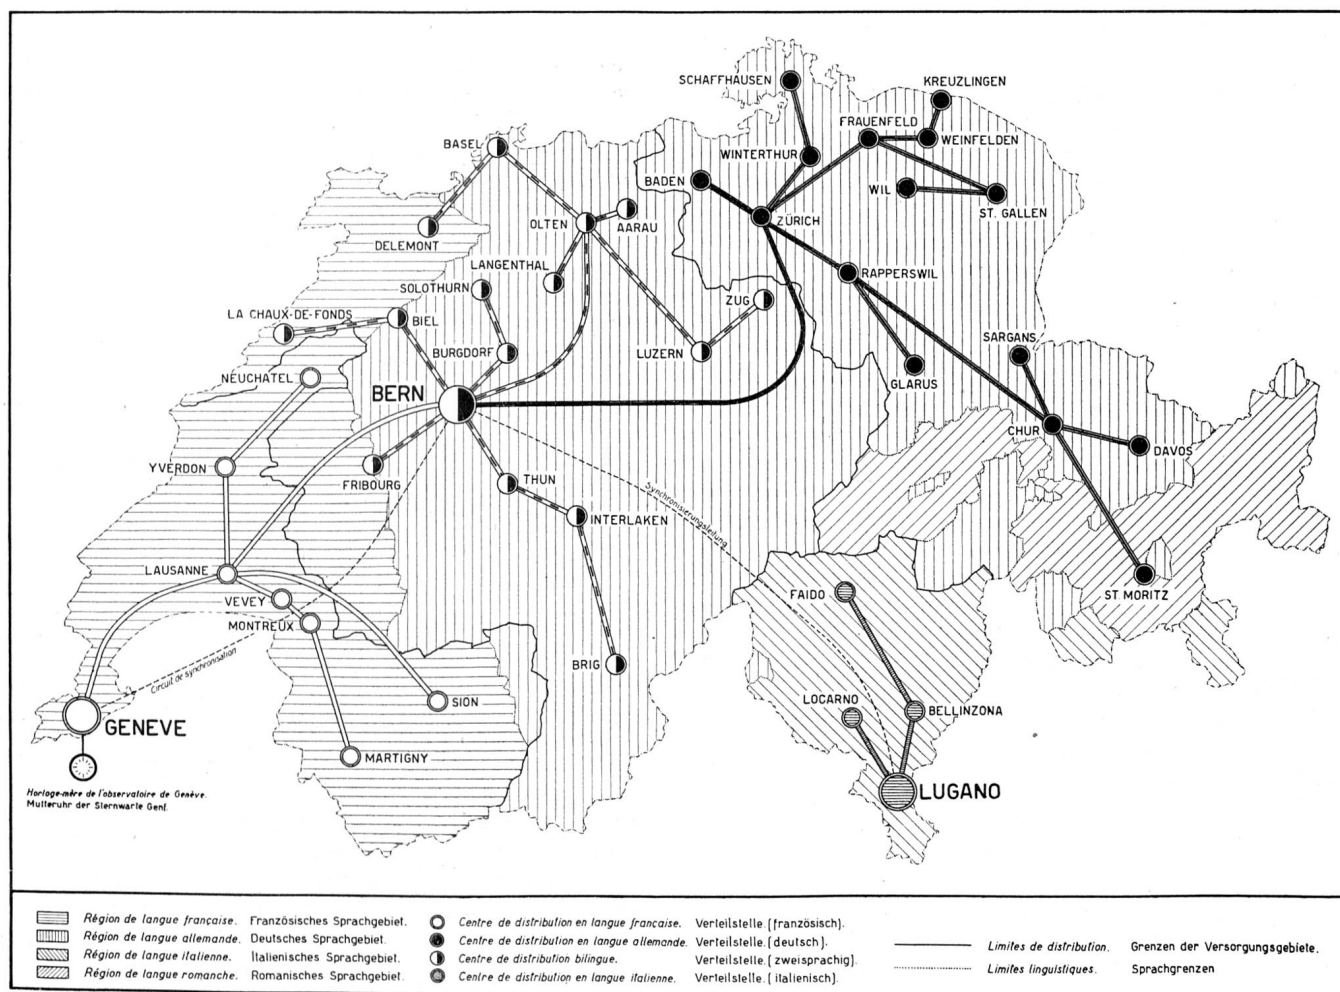 SCHAFFHAUSEN
KREUZLINGEN
FRAUENFELD
WEINFELDEN
BASEL
WINTERTHUR
BADEN
WIL
ST. GALLEN
ZÜRICH
OLTEN
AARAU
DELEMONT
LANGENTHAL
SOLOTHURN
RAPPERSWIL
ZUG
LA CHAUX-DE-FONDS
BIEL
BURGDORF
LUZERN
SARGANS
GLARUS
NEUCHATEL
BERN
CHUR
DAVOS
YVERDON
FRIBOURG
THUN
Synchronisierungsleitung
INTERLAKEN
LAUSANNE
VEVEY
MONTREUX
FAIDO
ST. MORITZ
BRIG
Circuit de synchronisation
SION
LOCARNO
BELLINZONA
GENEVE
MARTIGNY
LUGANO
Horloge-mère de l'observatoire de Genève.
Mutteruhr der Sternwarte Genf.
Région de langue française. Französisches Sprachgebiet.
Région de langue allemande. Deutsches Sprachgebiet.
Région de langue italienne. Italienisches Sprachgebiet.
Région de langue romanche. Romanisches Sprachgebiet.
Centre de distribution en langue française. Verteilstelle. (französisch).
Centre de distribution en langue allemande. Verteilstelle. (deutsch).
Centre de distribution bilingue. Verteilstelle. (zweisprachig).
Centre de distribution en langue italienne. Verteilstelle. (italienisch).
Limites de distribution. Grenzen der Versorgungsgebiete.
Limites linguistiques. Sprachgrenzen